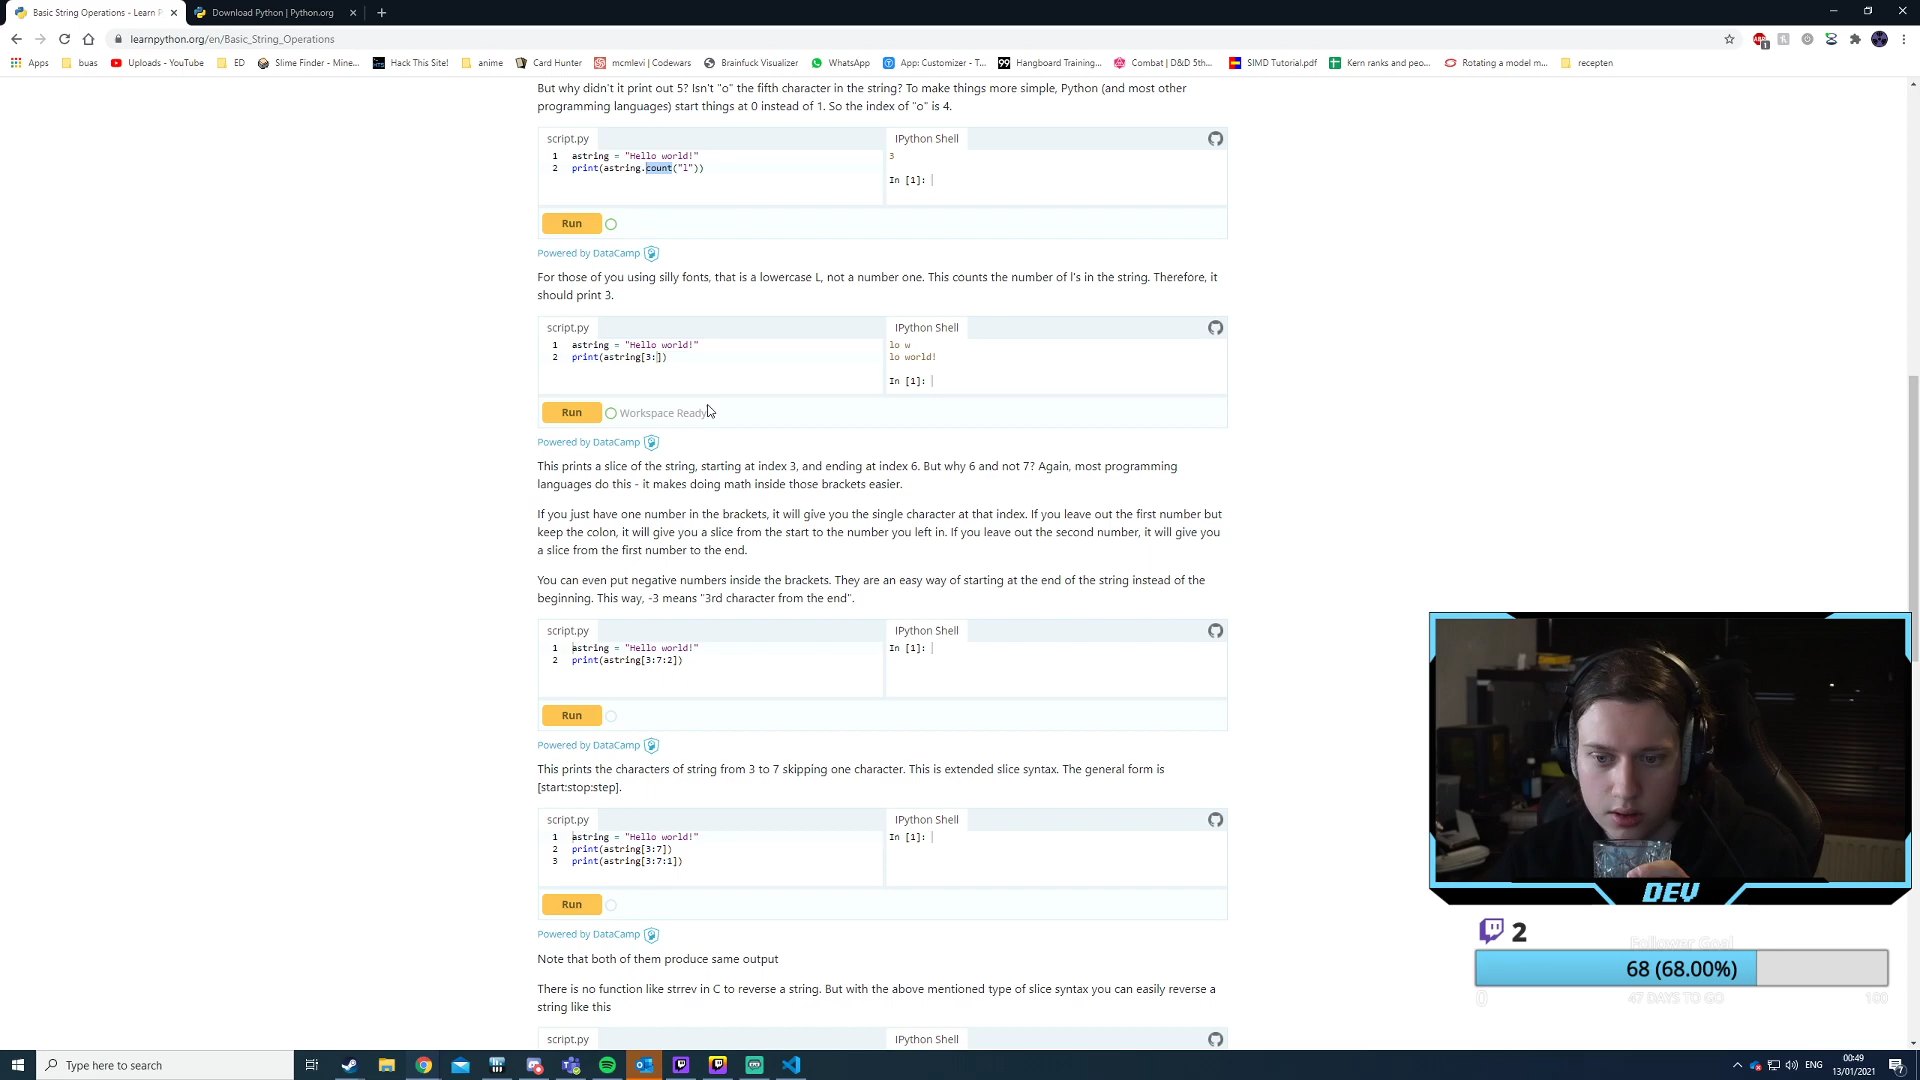 Basic String Operations - Learn P
Download Python | Python.org
learnpython.org/en/Basic_String_Operations
Apps
buas
Uploads - YouTube
ED
Slime Finder - Mine...
Hack This Site!
anime
Card Hunter
mcmlevi | Codewars
Brainfuck Visualizer
WhatsApp
App: Customizer - T...
Hangboard Training...
Combat | D&D 5th...
SIMD Tutorial.pdf
Kern ranks and peo...
Rotating a model m...
recepten
But why didn't it print out 5? Isn't "o" the fifth character in the string? To make things more simple, Python (and most other
programming languages) start things at 0 instead of 1. So the index of "o" is 4.
script.py
IPython Shell
1 astring = "Hello world!"
2 print(astring.count("l"))
3
In [1]:
Run
Powered by DataCamp
For those of you using silly fonts, that is a lowercase L, not a number one. This counts the number of l's in the string. Therefore, it
should print 3.
script.py
IPython Shell
1 astring = "Hello world!"
2 print(astring[3:])
lo w
lo world!
In [1]:
Run
Workspace Ready
Powered by DataCamp
This prints a slice of the string, starting at index 3, and ending at index 6. But why 6 and not 7? Again, most programming
languages do this - it makes doing math inside those brackets easier.
If you just have one number in the brackets, it will give you the single character at that index. If you leave out the first number but
keep the colon, it will give you a slice from the start to the number you left in. If you leave out the second number, it will give you
a slice from the first number to the end.
You can even put negative numbers inside the brackets. They are an easy way of starting at the end of the string instead of the
beginning. This way, -3 means "3rd character from the end".
script.py
IPython Shell
1 astring = "Hello world!"
2 print(astring[3:7:2])
In [1]:
Run
Powered by DataCamp
This prints the characters of string from 3 to 7 skipping one character. This is extended slice syntax. The general form is
[start:stop:step].
script.py
IPython Shell
1 astring = "Hello world!"
2 print(astring[3:7])
3 print(astring[3:7:1])
In [1]:
Run
Powered by DataCamp
Note that both of them produce same output
There is no function like strrev in C to reverse a string. But with the above mentioned type of slice syntax you can easily reverse a
string like this
script.py
IPython Shell
DEV
2
Follower Goal
68 (68.00%)
0
47 DAYS TO GO
100
Type here to search
ENG
00:49
13/01/2021